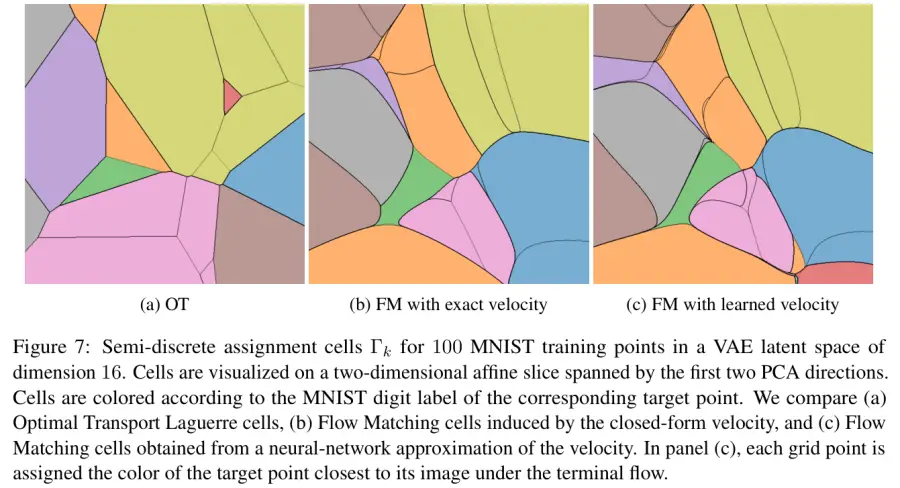 (a) OT
(b) FM with exact velocity
(c) FM with learned velocity
Figure 7: Semi-discrete assignment cells Γₖ for 100 MNIST training points in a VAE latent space of
dimension 16. Cells are visualized on a two-dimensional affine slice spanned by the first two PCA directions.
Cells are colored according to the MNIST digit label of the corresponding target point. We compare (a)
Optimal Transport Laguerre cells, (b) Flow Matching cells induced by the closed-form velocity, and (c) Flow
Matching cells obtained from a neural-network approximation of the velocity. In panel (c), each grid point is
assigned the color of the target point closest to its image under the terminal flow.